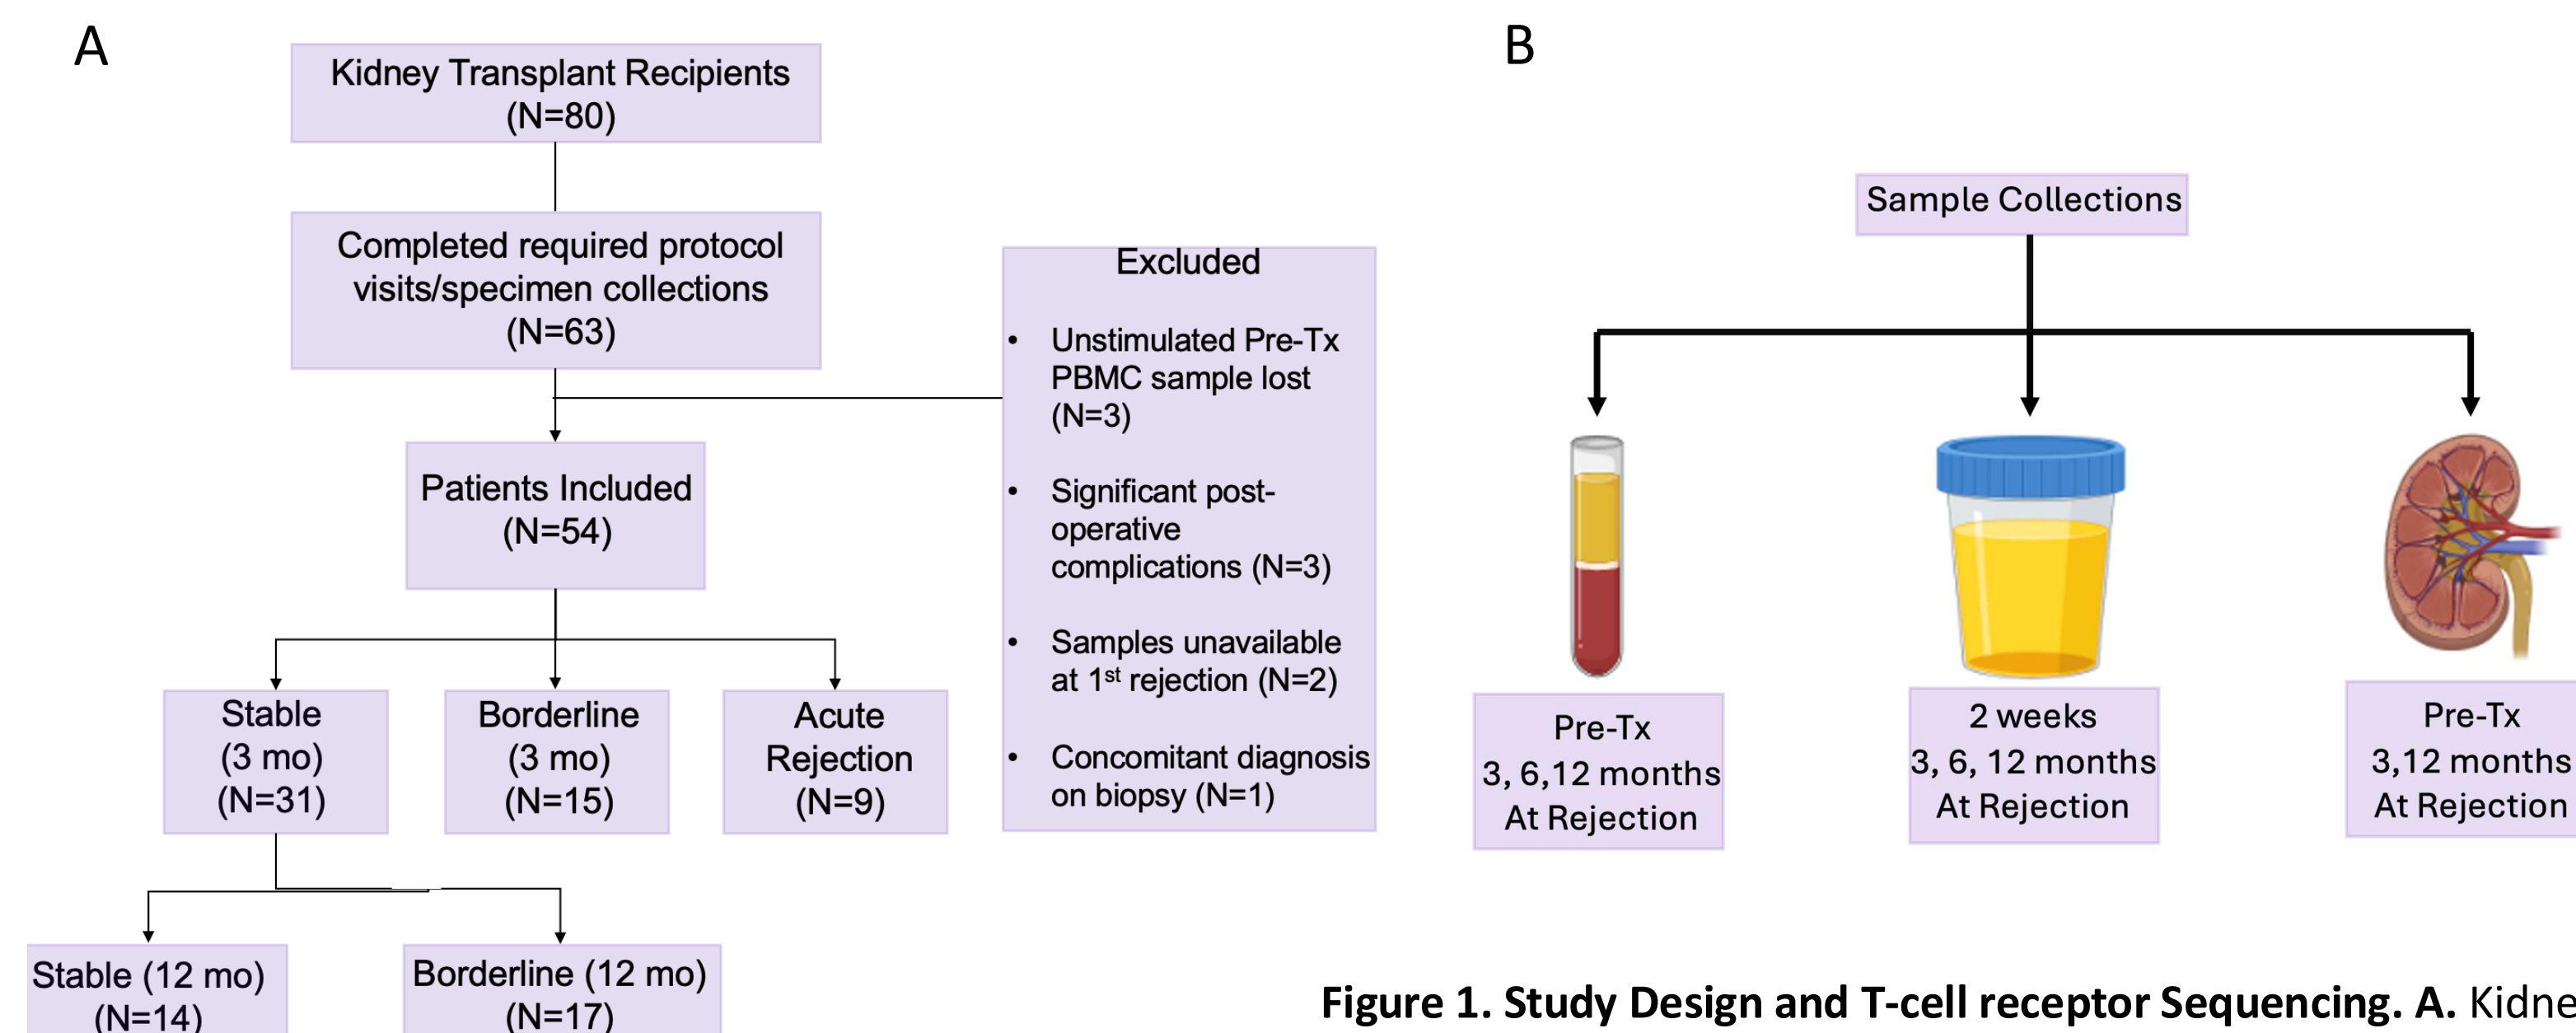 A
Kidney Transplant Recipients
(N=80)
Completed required protocol
visits/specimen collections
(N=63)
Excluded
• Unstimulated Pre-Tx
PBMC sample lost
(N=3)
• Significant post-
operative
complications (N=3)
• Samples unavailable
at 1st rejection (N=2)
• Concomitant diagnosis
on biopsy (N=1)
Patients Included
(N=54)
Stable
(3 mo)
(N=31)
Borderline
(3 mo)
(N=15)
Acute
Rejection
(N=9)
Stable (12 mo)
(N=14)
Borderline (12 mo)
(N=17)
B
Sample Collections
Pre-Tx
3, 6,12 months
At Rejection
2 weeks
3, 6, 12 months
At Rejection
Pre-Tx
3,12 months
At Rejection
Figure 1. Study Design and T-cell receptor Sequencing. A. Kidne